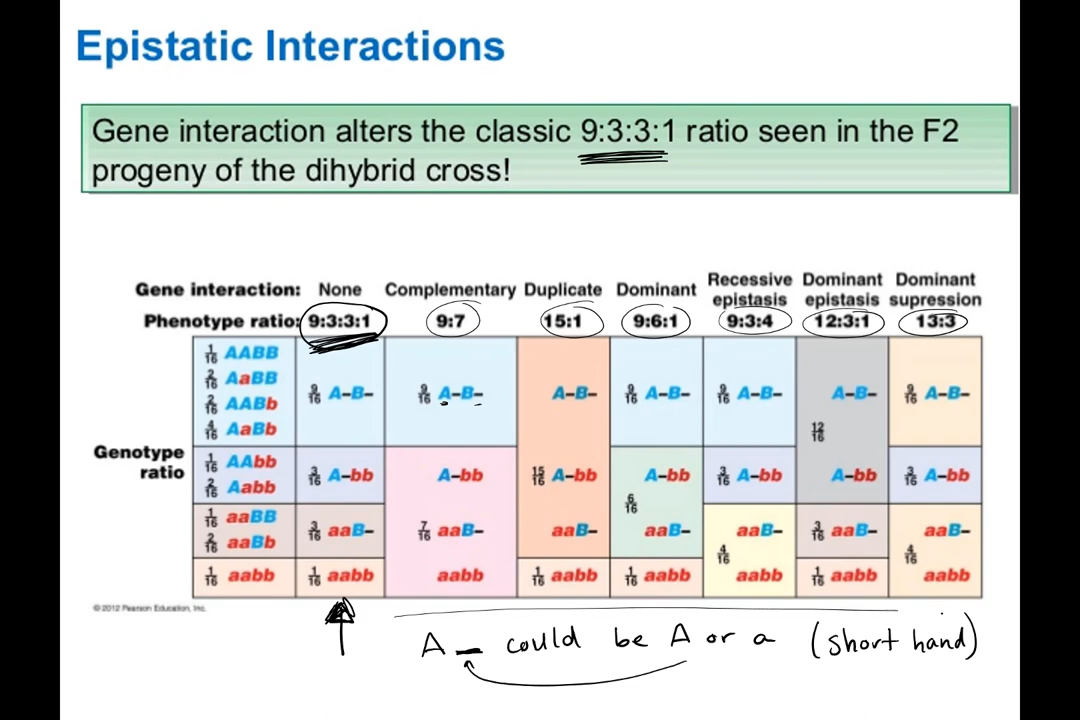 Epistatic Interactions
Gene interaction alters the classic 9:3:3:1 ratio seen in the F2
progeny of the dihybrid cross!
Gene interaction: None Complementary Duplicate Dominant Recessive epistasis Dominant epistasis Dominant supression
Phenotype ratio: 9:3:3:1 9:7 15:1 9:6:1 9:3:4 12:3:1 13:3
Genotype ratio
1/16 AABB
2/16 AaBB
2/16 AABb
4/16 AaBb
9/16 A–B– 9/16 A–B– A–B– 9/16 A–B– 9/16 A–B– A–B– 9/16 A–B–
12/16
1/16 AAbb
2/16 Aabb
3/16 A–bb A–bb 15/16 A–bb A–bb 3/16 A–bb A–bb 3/16 A–bb
6/16
1/16 aaBB
2/16 aaBb
3/16 aaB– 7/16 aaB– aaB– aaB– aaB– 3/16 aaB– aaB–
4/16 4/16
1/16 aabb 1/16 aabb aabb 1/16 aabb 1/16 aabb aabb 1/16 aabb aabb
© 2012 Pearson Education, Inc.
A _ could be A or a (short hand)